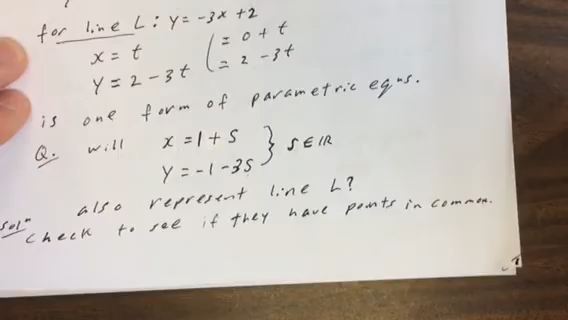 for line L: y = -3x + 2
x = t ( = 0 + t
y = 2 - 3t ( = 2 - 3t
is one form of parametric eqns.
Q. will x = 1 + s } s ∈ ℝ
y = -1 - 3s
also represent line L?
Solⁿ check to see if they have points in common.